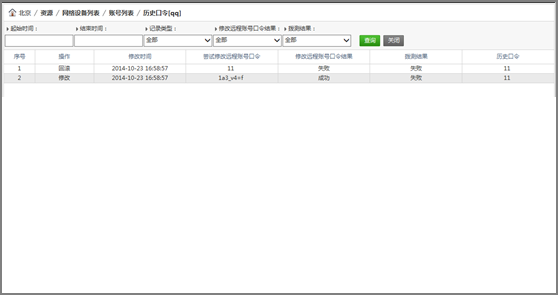 北京 / 资源 / 网络设备列表 / 账号列表 / 历史口令[qq]
起始时间： 结束时间： 记录类型： 修改远程账号口令结果： 拨测结果：
全部 全部 全部 查询 关闭
序号 操作 修改时间 尝试修改远程账号口令 修改远程账号口令结果 拨测结果 历史口令
1 回滚 2014-10-23 16:58:57 11 失败 失败 11
2 修改 2014-10-23 16:58:57 1a3_v4=f 成功 失败 11